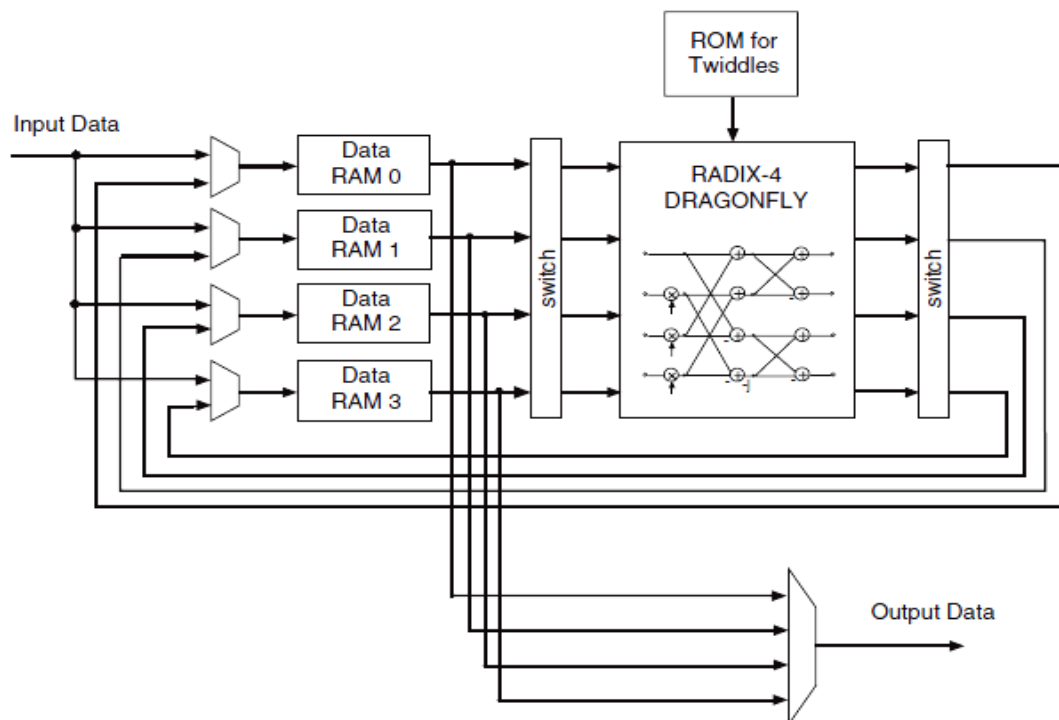 ROM for
Twiddles
Input Data
Data
RAM 0
Data
RAM 1
Data
RAM 2
Data
RAM 3
switch
RADIX-4
DRAGONFLY
-j
switch
Output Data